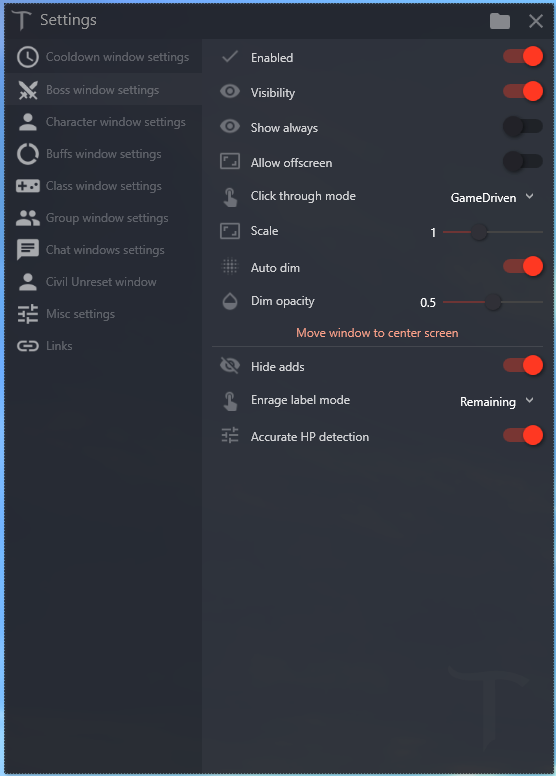 Settings
Cooldown window settings
Boss window settings
Character window settings
Buffs window settings
Class window settings
Group window settings
Chat windows settings
Civil Unreset window
Misc settings
Links
Enabled
Visibility
Show always
Allow offscreen
Click through mode GameDriven
Scale 1
Auto dim
Dim opacity 0.5
Move window to center screen
Hide adds
Enrage label mode Remaining
Accurate HP detection